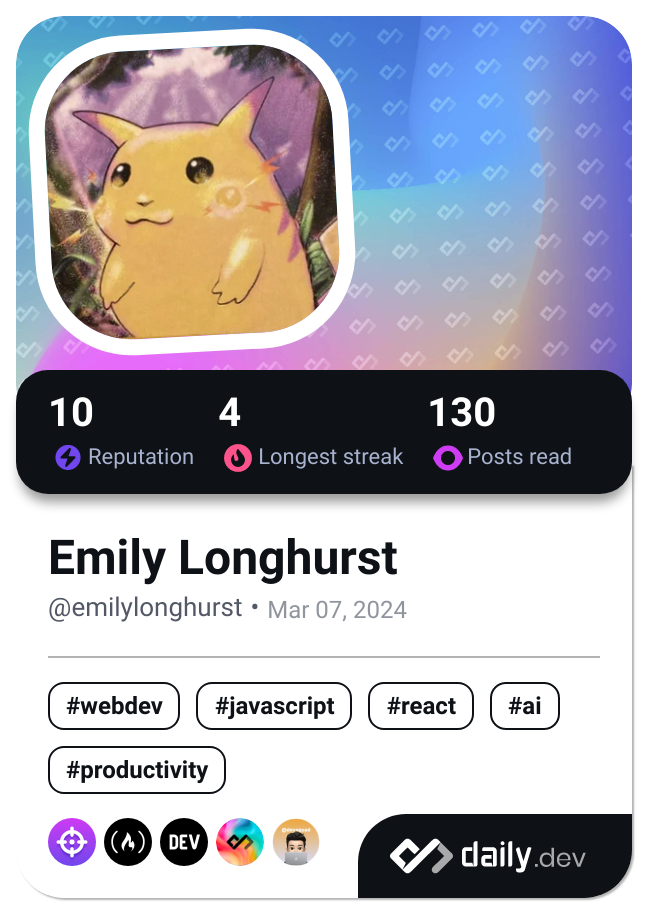 10 4 130
Reputation Longest streak Posts read
Emily Longhurst
@emilylonghurst • Mar 07, 2024
#webdev #javascript #react #ai
#productivity
DEV
daily.dev